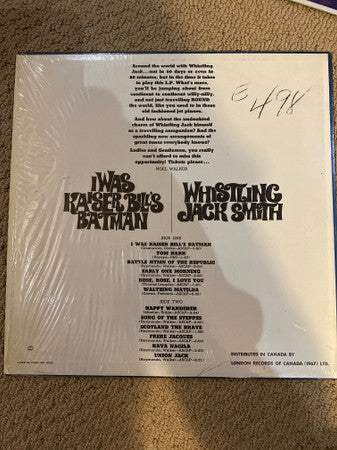 Around the world with Whistling
Jack...not in 80 days or even in
80 minutes, but in the time it takes
to play this L.P. What's more,
you'll be jumping about from
continent to continent willy-nilly,
and not just travelling ROUND
the world, like you used to in those
old fashioned jet planes.
And how about the undoubted
charm of Whistling Jack himself
as a travelling companion? And the
sparkling new arrangements of
great tunes everybody know?
Ladies and Gentlemen, you really
can't afford to miss this
opportunity! Tickets please...
NOEL WALKER
E 498
I WAS
KAISER BILL'S
BATMAN
WHISTLING
JACK SMITH
SIDE ONE
I WAS KAISER BILL'S BATMAN
TOM HARK
BATTLE HYMN OF THE REPUBLIC
EARLY ONE MORNING
ROSE, ROSE, I LOVE YOU
WALTZING MATILDA
SIDE TWO
HAPPY WANDERER
SONG OF THE STEPPES
SCOTLAND THE BRAVE
FRERE JACQUES
HAVA NAGILA
UNION JACK
DISTRIBUTED IN CANADA BY
LONDON RECORDS OF CANADA (1967) LTD.